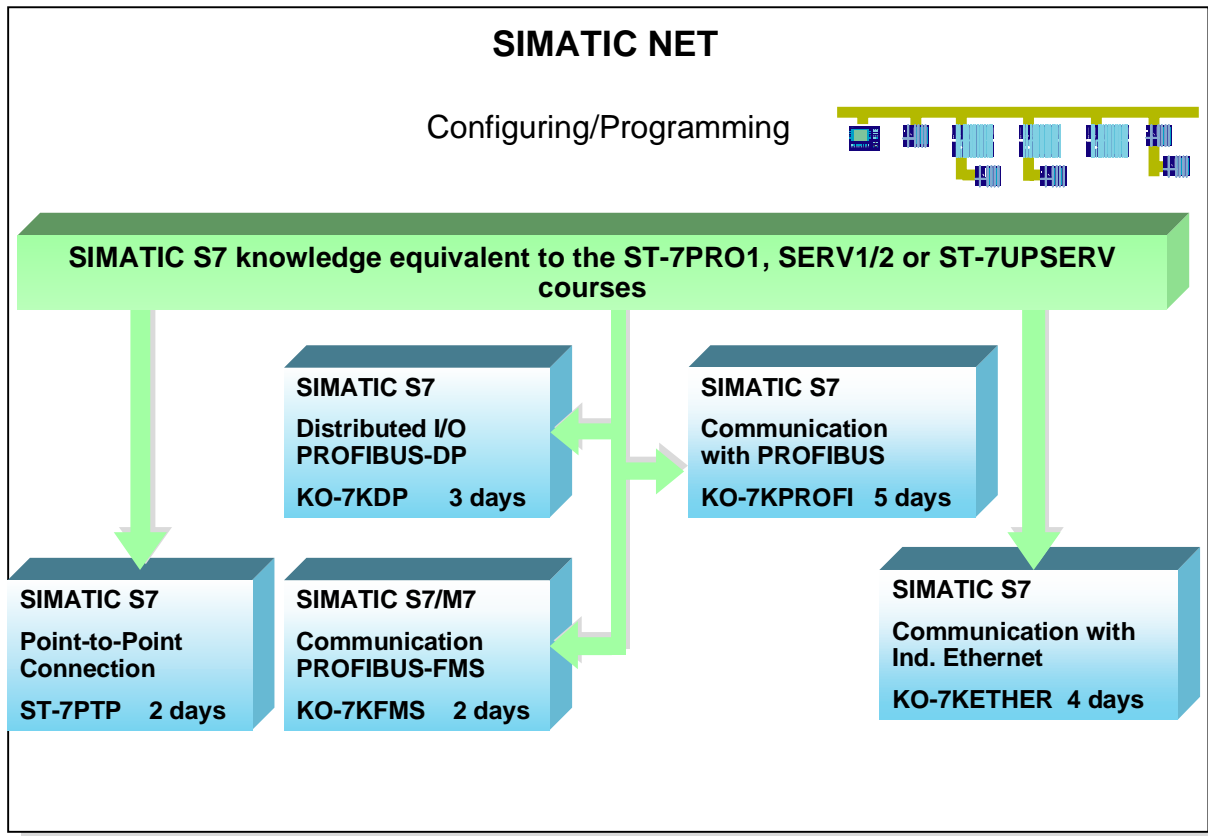 SIMATIC NET
Configuring/Programming
SIMATIC S7 knowledge equivalent to the ST-7PRO1, SERV1/2 or ST-7UPSERV
courses
SIMATIC S7
Distributed I/O
PROFIBUS-DP
KO-7KDP 3 days
SIMATIC S7
Communication
with PROFIBUS
KO-7KPROFI 5 days
SIMATIC S7
Point-to-Point
Connection
ST-7PTP 2 days
SIMATIC S7/M7
Communication
PROFIBUS-FMS
KO-7KFMS 2 days
SIMATIC S7
Communication with
Ind. Ethernet
KO-7KETHER 4 days